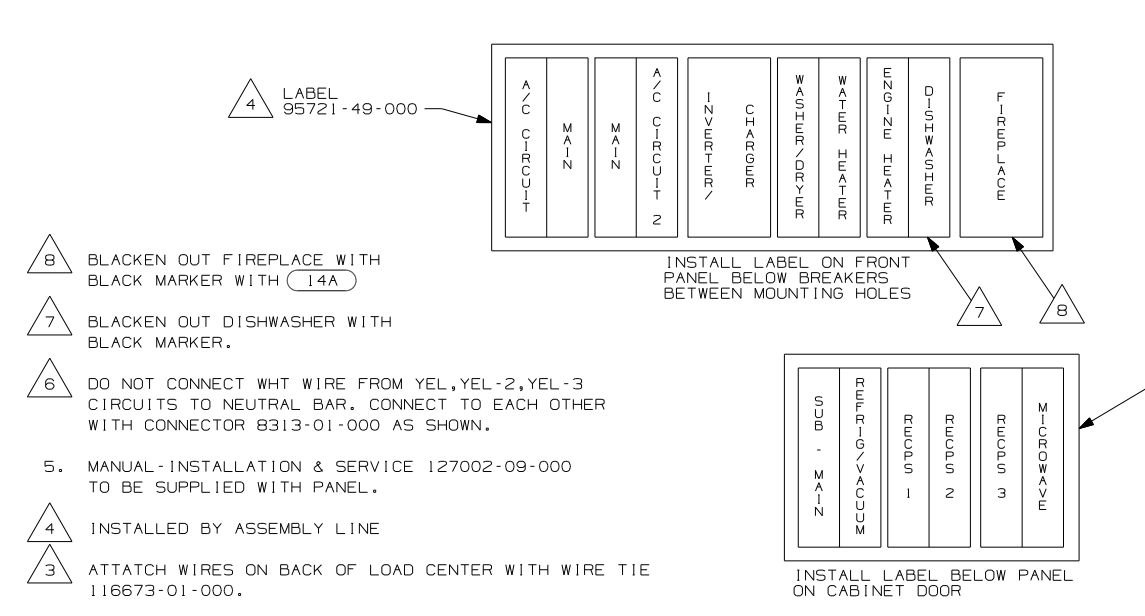 4
LABEL
95721-49-000
A/C CIRCUIT
MAIN
MAIN
A/C CIRCUIT 2
INVERTER/
CHARGER
WASHER/DRYER
WATER HEATER
ENGINE HEATER
DISHWASHER
FIREPLACE
INSTALL LABEL ON FRONT
PANEL BELOW BREAKERS
BETWEEN MOUNTING HOLES
7
8
8
BLACKEN OUT FIREPLACE WITH
BLACK MARKER WITH 14A
7
BLACKEN OUT DISHWASHER WITH
BLACK MARKER.
6
DO NOT CONNECT WHT WIRE FROM YEL,YEL-2,YEL-3
CIRCUITS TO NEUTRAL BAR. CONNECT TO EACH OTHER
WITH CONNECTOR 8313-01-000 AS SHOWN.
5. MANUAL-INSTALLATION & SERVICE 127002-09-000
TO BE SUPPLIED WITH PANEL.
4
INSTALLED BY ASSEMBLY LINE
3
ATTATCH WIRES ON BACK OF LOAD CENTER WITH WIRE TIE
116673-01-000.
SUB - MAIN
REFRIG/VACUUM
RECPS 1
RECPS 2
RECPS 3
MICROWAVE
INSTALL LABEL BELOW PANEL
ON CABINET DOOR